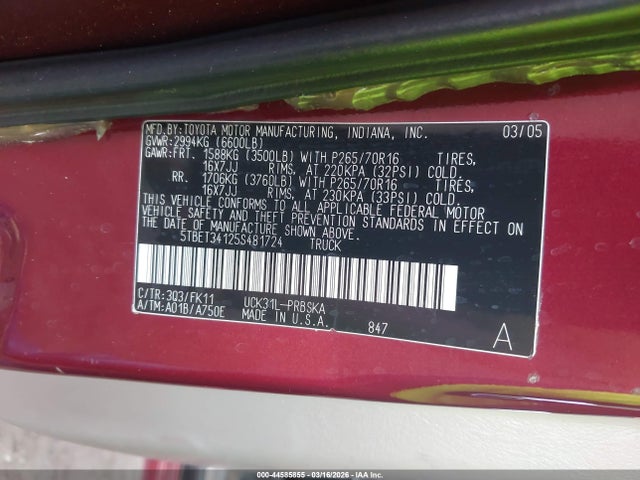 MFD.BY:TOYOTA MOTOR MANUFACTURING, INDIANA, INC. 03/05
GVWR:2994KG (6600LB)
GAWR:FRT. 1588KG (3500LB) WITH P265/70R16 TIRES,
16X7JJ RIMS, AT 220KPA (32PSI) COLD.
RR. 1706KG (3760LB) WITH P265/70R16 TIRES,
16X7JJ RIMS, AT 230KPA (33PSI) COLD.
THIS VEHICLE CONFORMS TO ALL APPLICABLE FEDERAL MOTOR
VEHICLE SAFETY AND THEFT PREVENTION STANDARDS IN EFFECT ON
THE DATE OF MANUFACTURE SHOWN ABOVE.
5TBET34125S481724 TRUCK
C/TR:303/FK11 UCK31L-PRBSKA
A/TM:A01B/A750E MADE IN U.S.A. 847 A
000-44585855 - 03/16/2026 - IAA Inc.